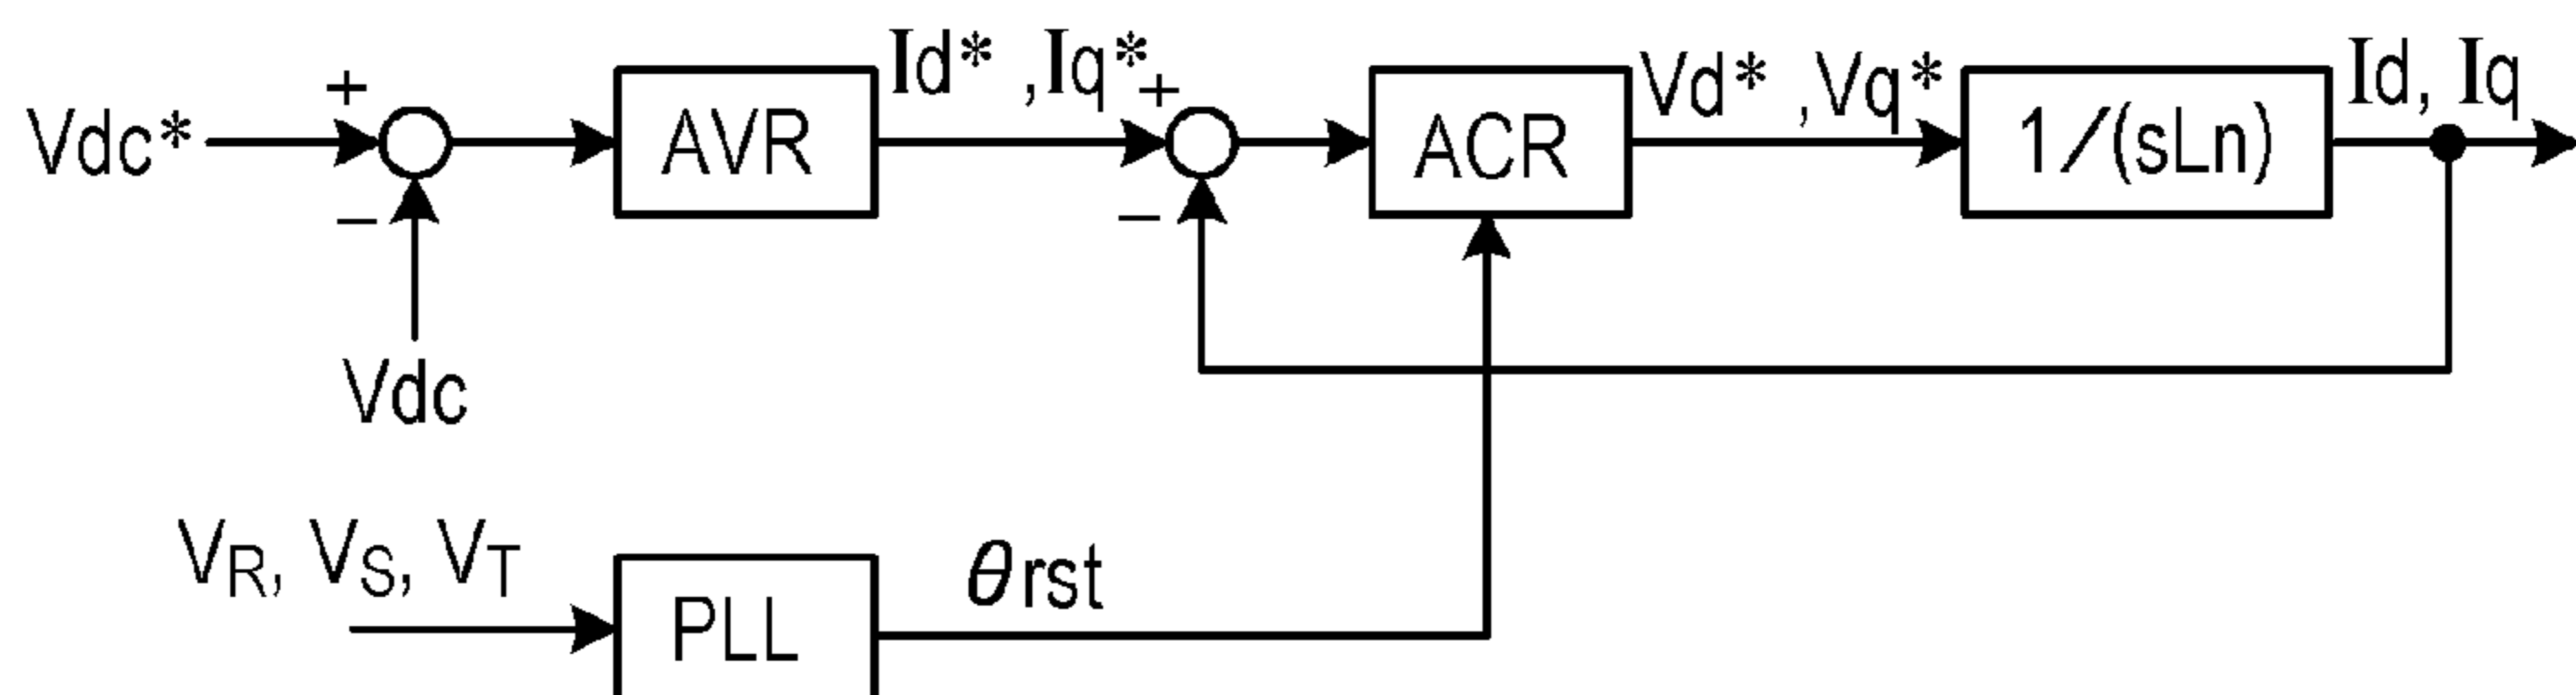 Vdc*
+
−
Vdc
AVR
Id* ,Iq*
+
−
ACR
Vd* ,Vq*
1/(sLn)
Id, Iq
VR, VS, VT
PLL
θrst